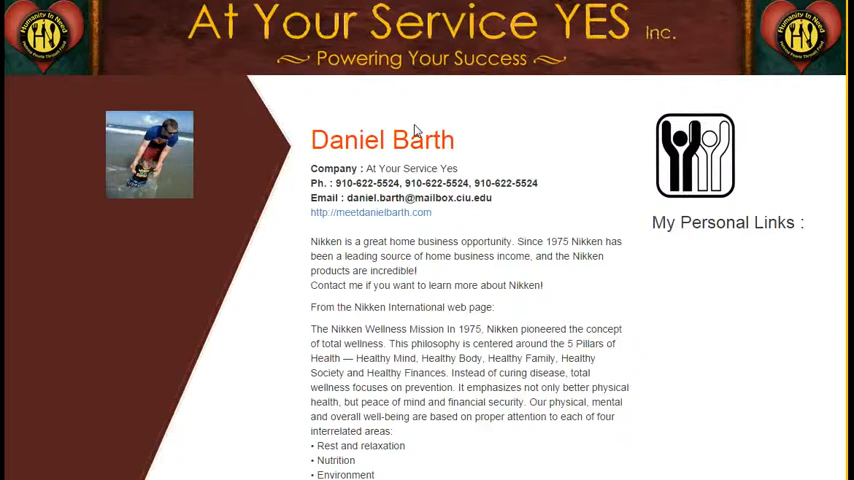 At Your Service YES Inc.
Powering Your Success
Humanity In Need
HN
Humanity In Need
HN
Daniel Barth
Company : At Your Service Yes
Ph. : 910-622-5524, 910-622-5524, 910-622-5524
Email : daniel.barth@mailbox.ciu.edu
http://meetdanielbarth.com
My Personal Links :
Nikken is a great home business opportunity. Since 1975 Nikken has
been a leading source of home business income, and the Nikken
products are incredible!
Contact me if you want to learn more about Nikken!
From the Nikken International web page:
The Nikken Wellness Mission In 1975, Nikken pioneered the concept
of total wellness. This philosophy is centered around the 5 Pillars of
Health — Healthy Mind, Healthy Body, Healthy Family, Healthy
Society and Healthy Finances. Instead of curing disease, total
wellness focuses on prevention. It emphasizes not only better physical
health, but peace of mind and financial security. Our physical, mental
and overall well-being are based on proper attention to each of four
interrelated areas:
• Rest and relaxation
• Nutrition
• Environment